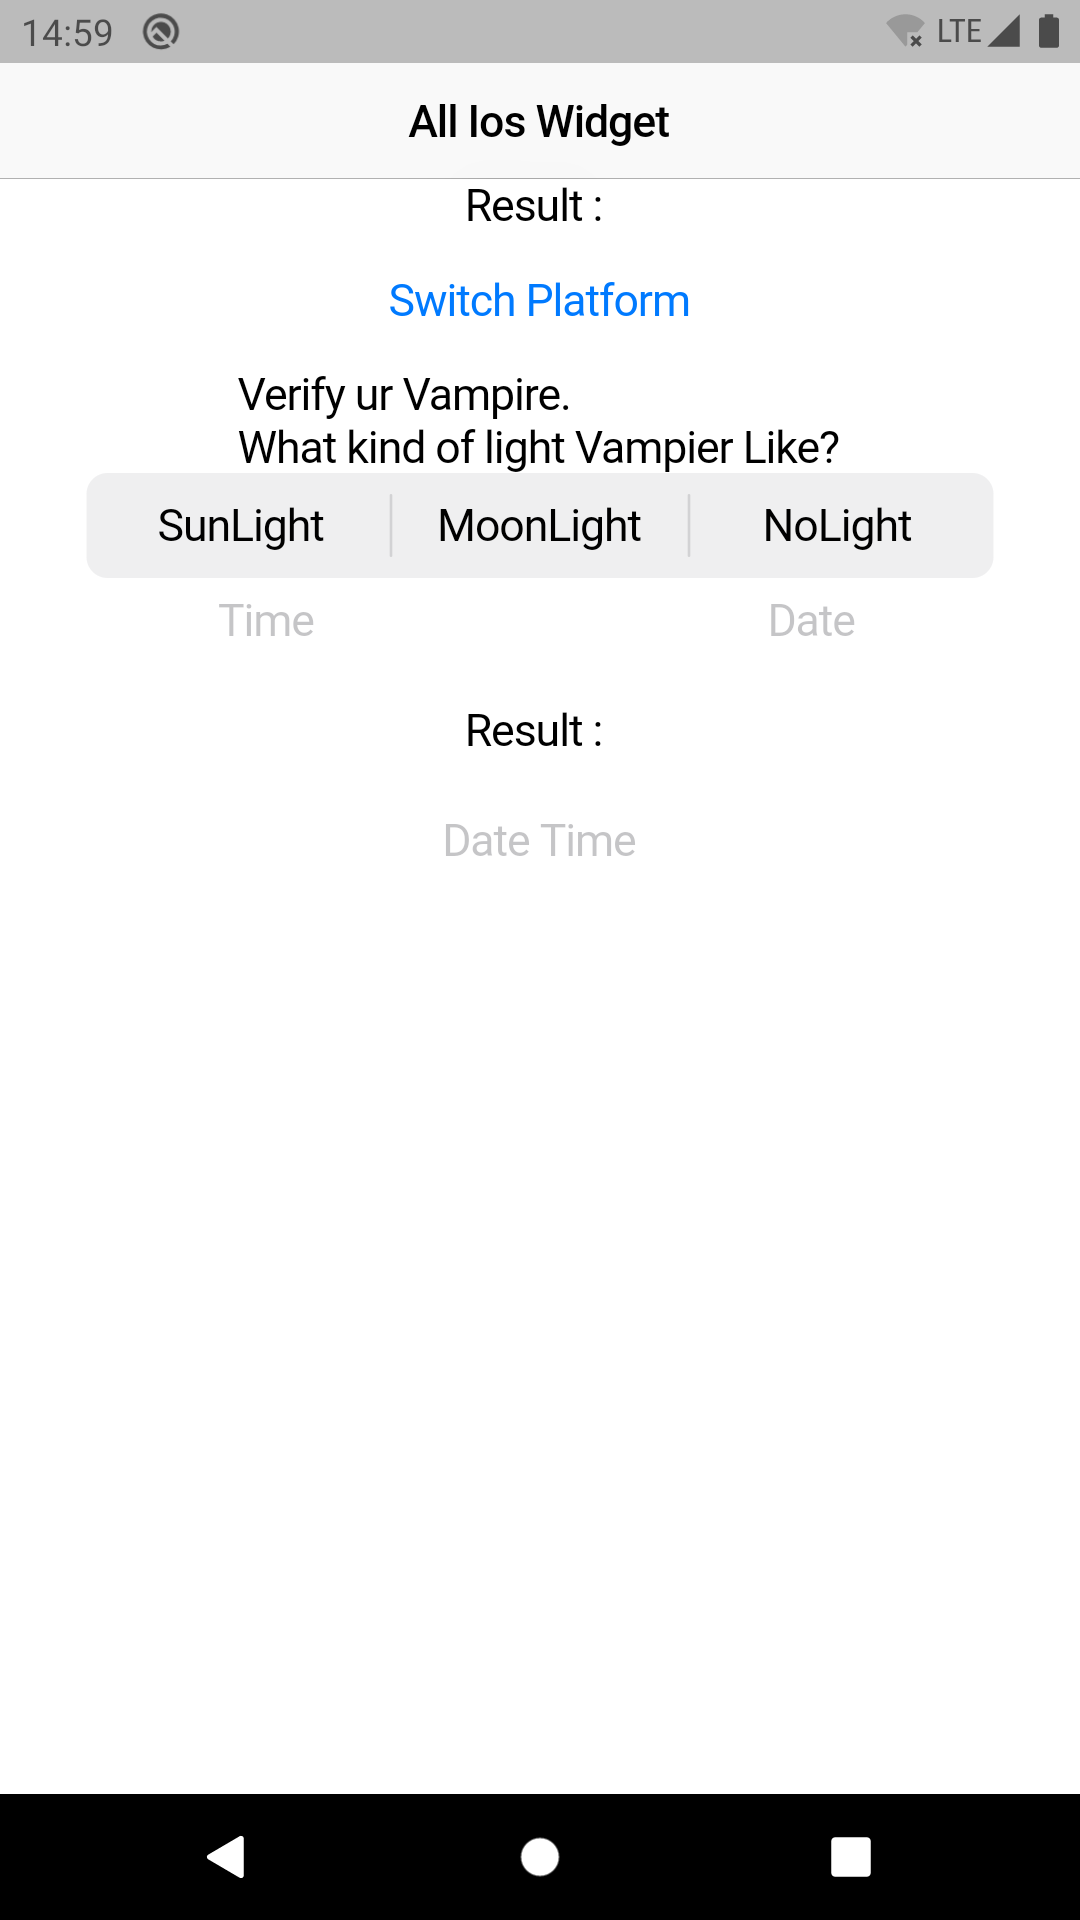 14:59 LTE
All Ios Widget
Result :
Switch Platform
Verify ur Vampire.
What kind of light Vampier Like?
SunLight MoonLight NoLight
Time Date
Result :
Date Time